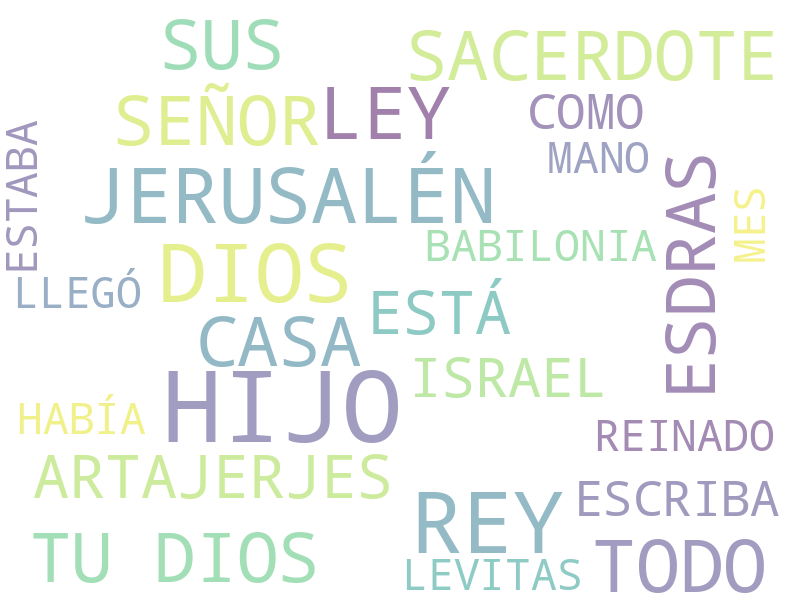 SUS
SACERDOTE
SEÑOR
LEY
COMO
MANO
ESTABA
JERUSALÉN
ESDRAS
MES
BABILONIA
DIOS
LLEGÓ
ESTÁ
CASA
ISRAEL
HIJO
HABÍA
REINADO
ARTAJERJES
REY
ESCRIBA
TU DIOS
LEVITAS
TODO